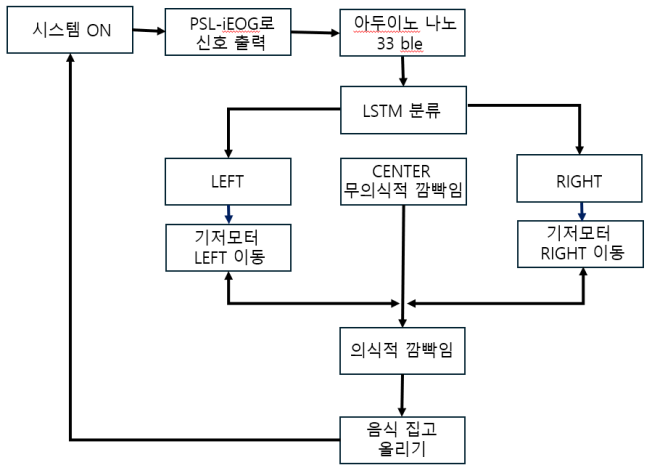 시스템 ON
PSL-iEOG로
신호 출력
아두이노 나노
33 ble
LSTM 분류
LEFT
CENTER
무의식적 깜빡임
RIGHT
기저모터
LEFT 이동
기저모터
RIGHT 이동
의식적 깜빡임
음식 집고
올리기